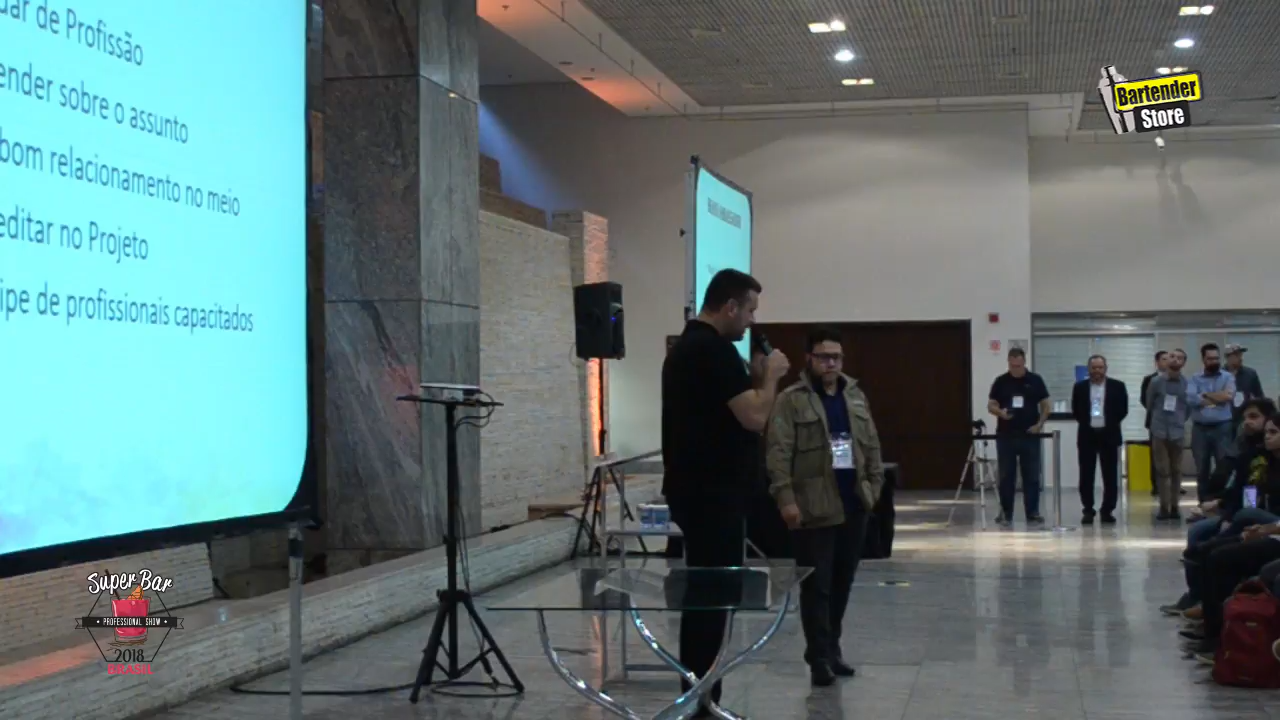 dar de Profissão
ender sobre o assunto
bom relacionamento no meio
editar no Projeto
ipe de profissionais capacitados
Bartender
Store
Super Bar
PROFESSIONAL SHOW
2018
BRASIL